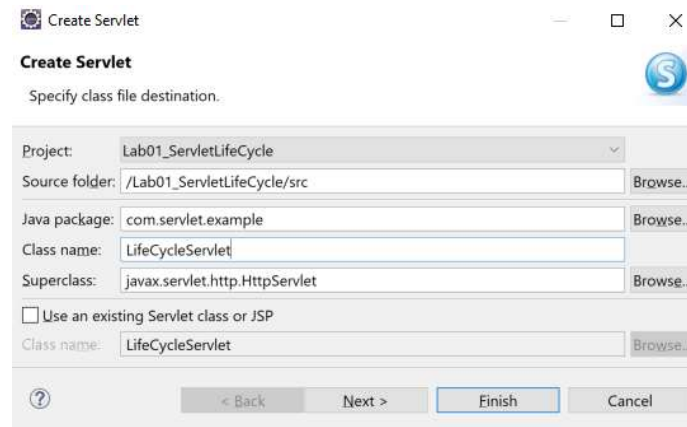 Create Servlet
Create Servlet
S
Specify class file destination.
Project: Lab01_ServletLifeCycle
Source folder: /Lab01_ServletLifeCycle/src Browse..
Java package: com.servlet.example Browse..
Class name: LifeCycleServlet
Superclass: javax.servlet.http.HttpServlet Browse..
Use an existing Servlet class or JSP
Class name: LifeCycleServlet Browse..
? < Back Next > Finish Cancel